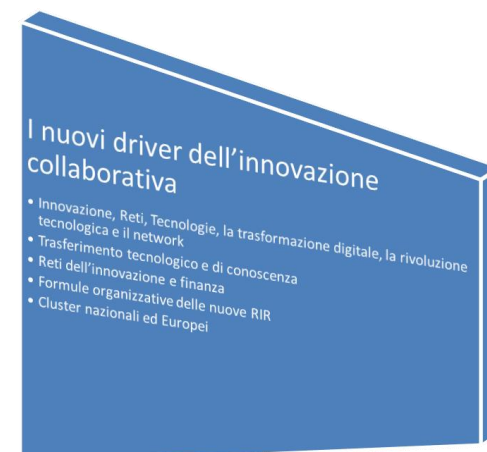 I nuovi driver dell’innovazione
collaborativa
• Innovazione, Reti, Tecnologie, la trasformazione digitale, la rivoluzione
tecnologica e il network
• Trasferimento tecnologico e di conoscenza
• Reti dell’innovazione e finanza
• Formule organizzative delle nuove RIR
• Cluster nazionali ed Europei